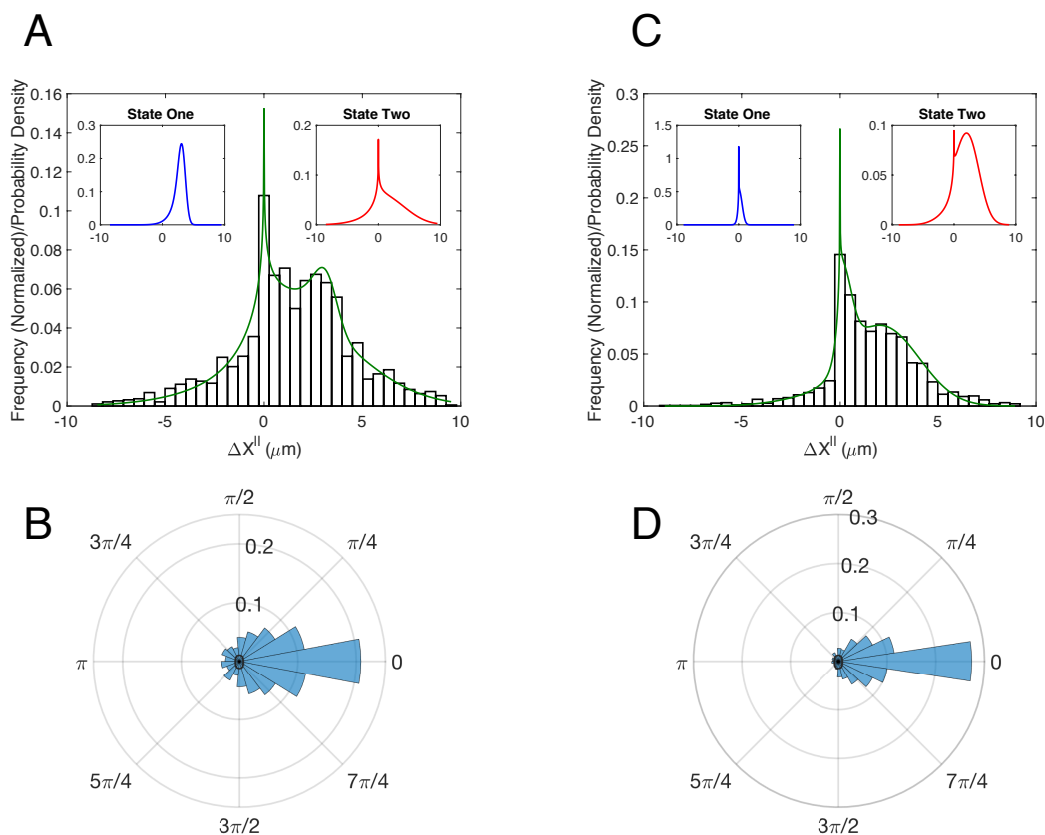 A
Frequency (Normalized)/Probability Density
0.16
0.14
0.12
0.1
0.08
0.06
0.04
0.02
0
-10
-5
0
5
10
ΔX^II (μm)
State One
0.3
0.2
0.1
0
-10
0
10
State Two
0.2
0.1
0
-10
0
10
C
Frequency (Normalized)/Probability Density
0.3
0.25
0.2
0.15
0.1
0.05
0
-10
-5
0
5
10
ΔX^II (μm)
State One
1.5
1
0.5
0
-10
0
10
State Two
0.1
0.05
0
-10
0
10
B
π/2
3π/4
π/4
0.2
0.1
π
0
5π/4
7π/4
3π/2
D
π/2
0.3
3π/4
π/4
0.2
0.1
π
0
5π/4
7π/4
3π/2